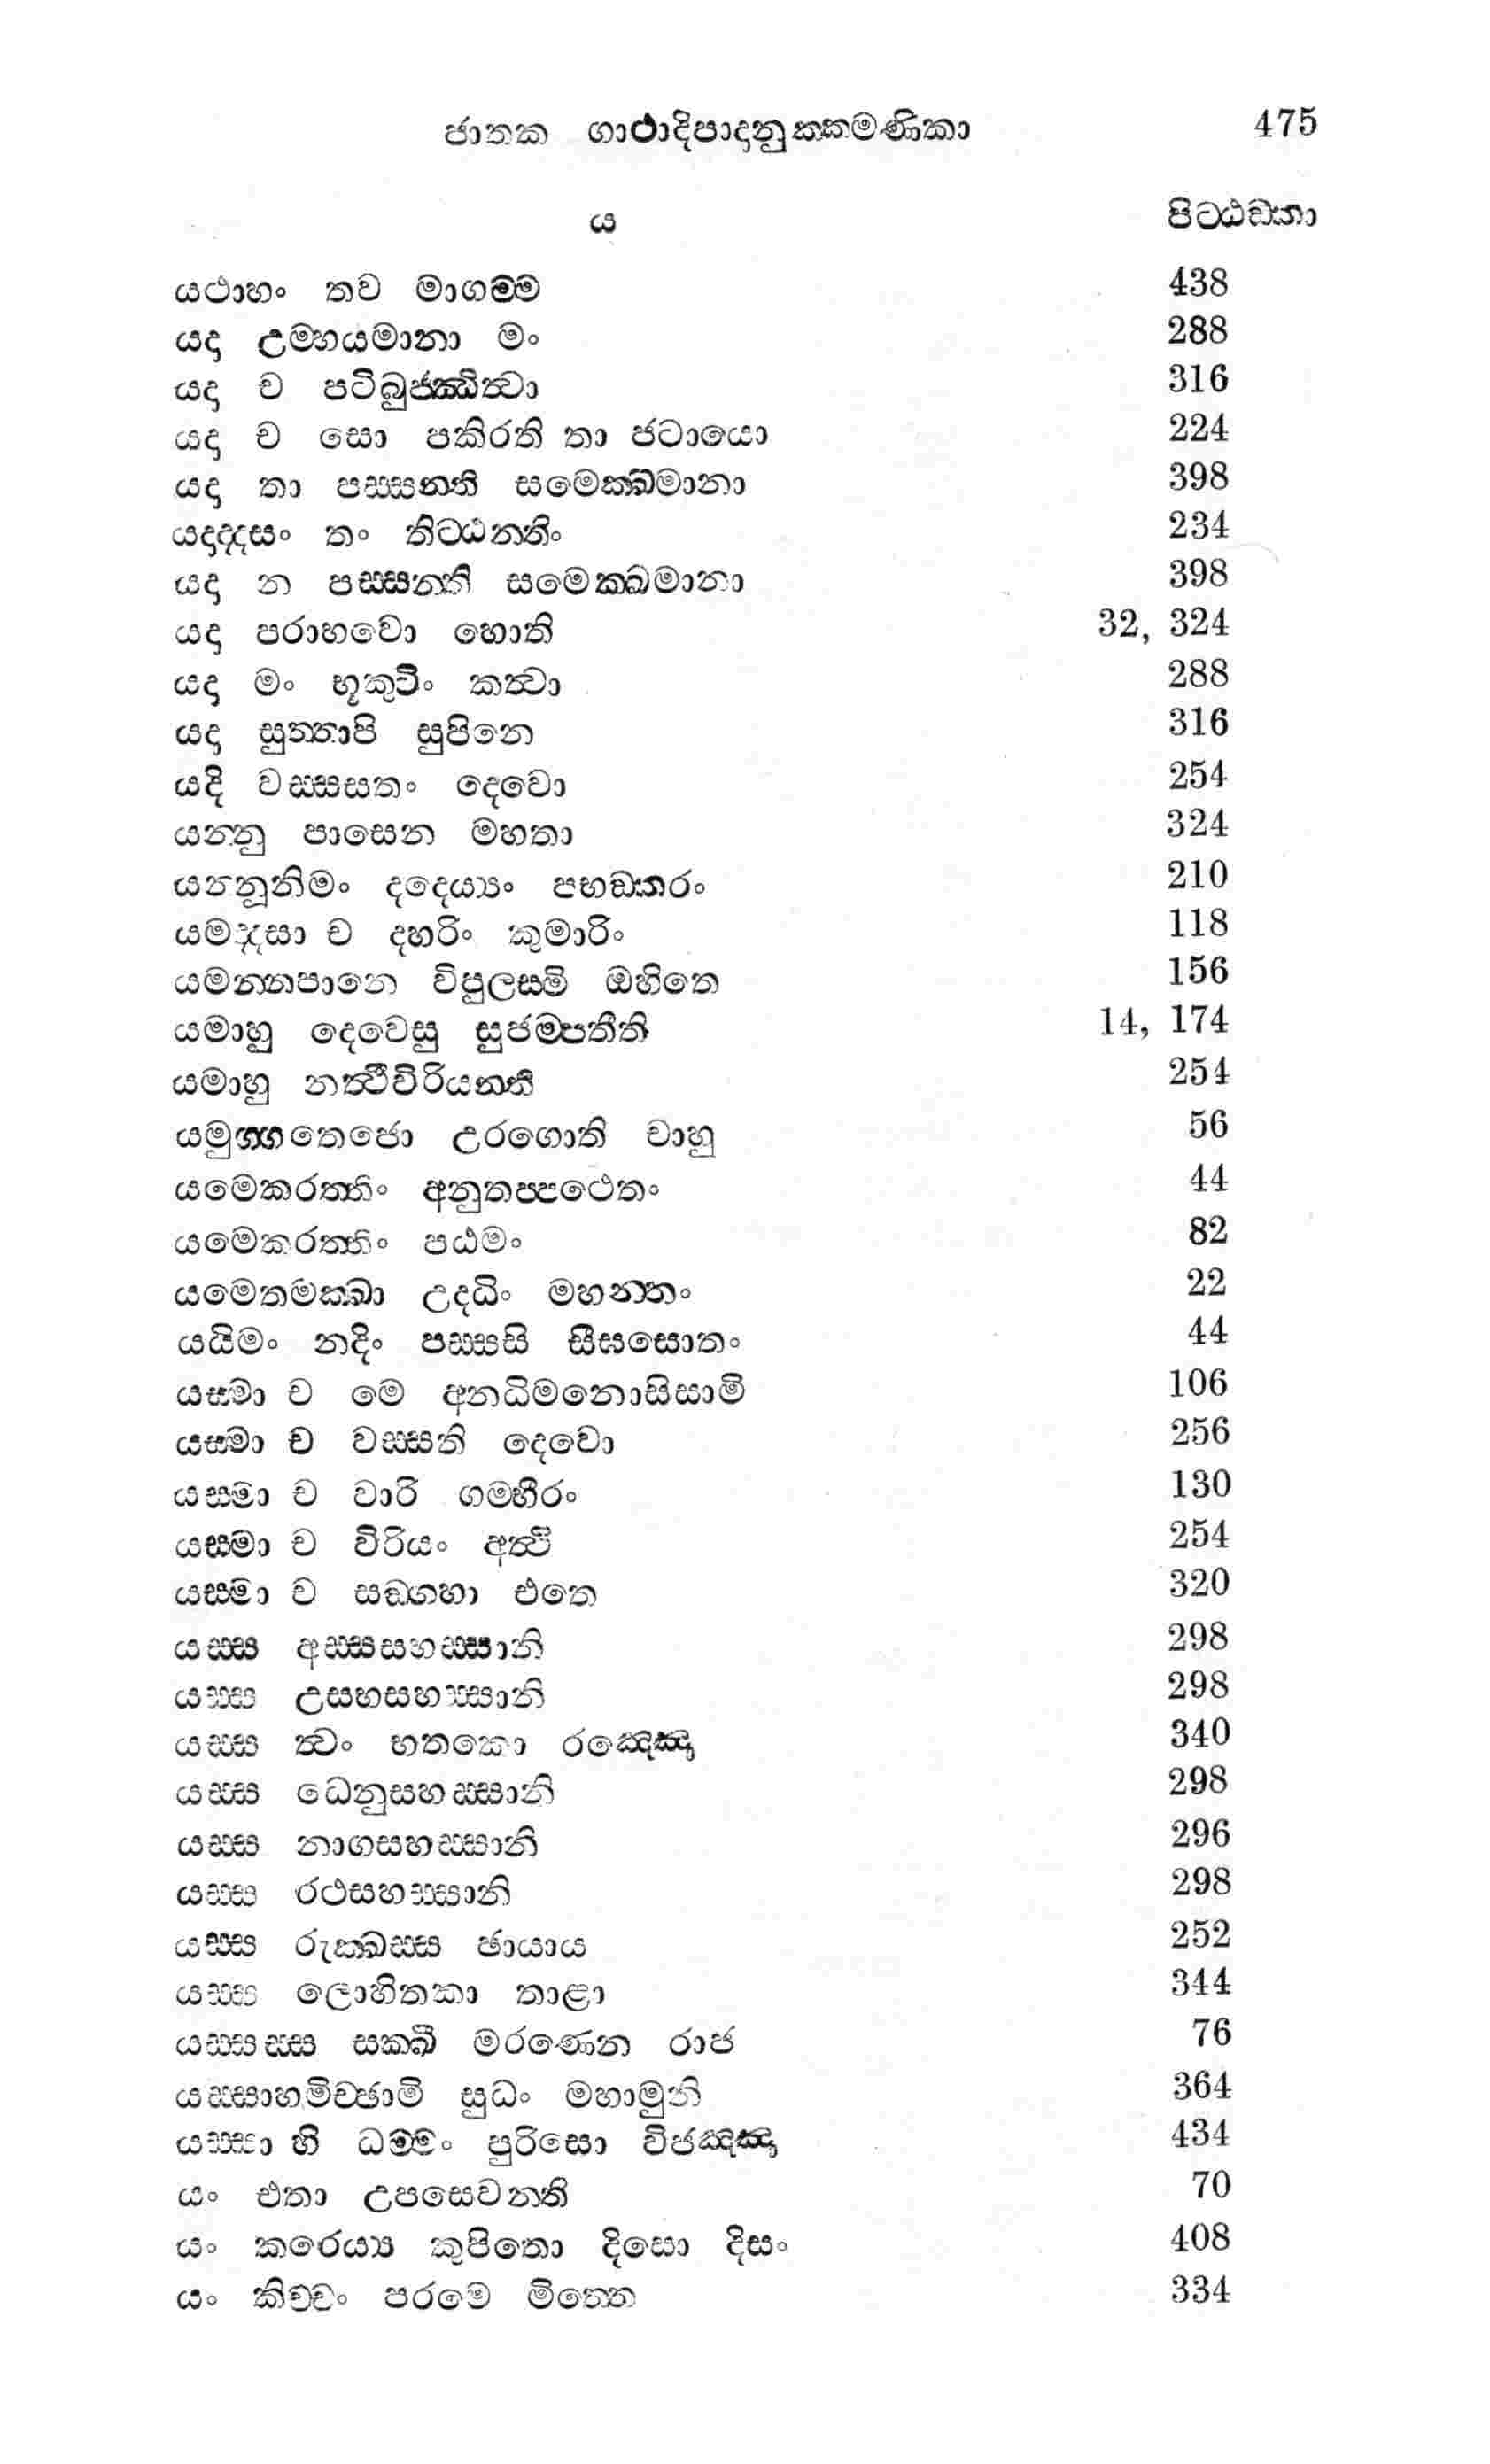 ජාතක ගාථාදිපාදානුක්කමණිකා 475
ය පිට්ඨඞ්කා
යථාහං තව මාගම්ම 438
යදා උම්හයමානා මං 288
යදා ච පටිබුජ්ඣිත්වා 316
යදා ච සො පකිරති තා ජටායො 224
යදා තා පස්සන්ති සමෙක්ඛමානා 398
යදාද්දසං තං තිට්ඨන්තිං 234
යදා න පස්සන්ති සමෙක්ඛමානා 398
යදා පරාභවො හොති 32, 324
යදා මං භූකුටිං කත්වා 288
යදා සුත්තාපි සුපිනෙ 316
යදි වස්සසතං දෙවො 254
යන්නු පාසෙන මහතා 324
යන්නූනිමං දදෙය්‍යං පභඞ්කරං 210
යමද්දසා ච දහරිං කුමාරිං 118
යමන්නපානෙ විපුලස්මි ඔහිතෙ 156
යමාහු දෙවෙසු සුජම්පතීති 14, 174
යමාහු නත්ථිවිරියන්ති 254
යමුග්ගතෙජො උරගොති චාහු 56
යමෙකරත්තිං අනුතප්පථෙතං 44
යමෙකරත්තිං පඨමං 82
යමෙතමක්ඛා උදධිං මහන්තං 22
යයිමං නදිං පස්සසි සීඝසොතං 44
යස්මා ච මෙ අනධිමනොසිසාමි 106
යස්මා ච වස්සති දෙවො 256
යස්මා ච වාරි ගම්භීරං 130
යස්මා ච විරියං අත්ථි 254
යස්මා ච සඞ්ගහා එතෙ 320
යස්ස අස්සසහස්සානි 298
යස්ස උසභසහස්සානි 298
යස්ස ත්වං භතකො රඤ්ඤෙ 340
යස්ස ධෙනුසහස්සානි 298
යස්ස නාගසහස්සානි 296
යස්ස රථසහස්සානි 298
යස්ස රුක්ඛස්ස ඡායාය 252
යස්ස ලොහිතකා තාළා 344
යස්සස්ස සක්ඛී මරණෙන රාජ 76
යස්සාහමිච්ඡාමි සුධං මහාමුනි 364
යස්සා හි ධම්මං පුරිසො විජඤ්ඤා 434
යං එතා උපසෙවන්ති 70
යං කරෙය්‍ය කුපිතො දිසො දිසං 408
යං කිච්චං පරමෙ මිත්තෙ 334